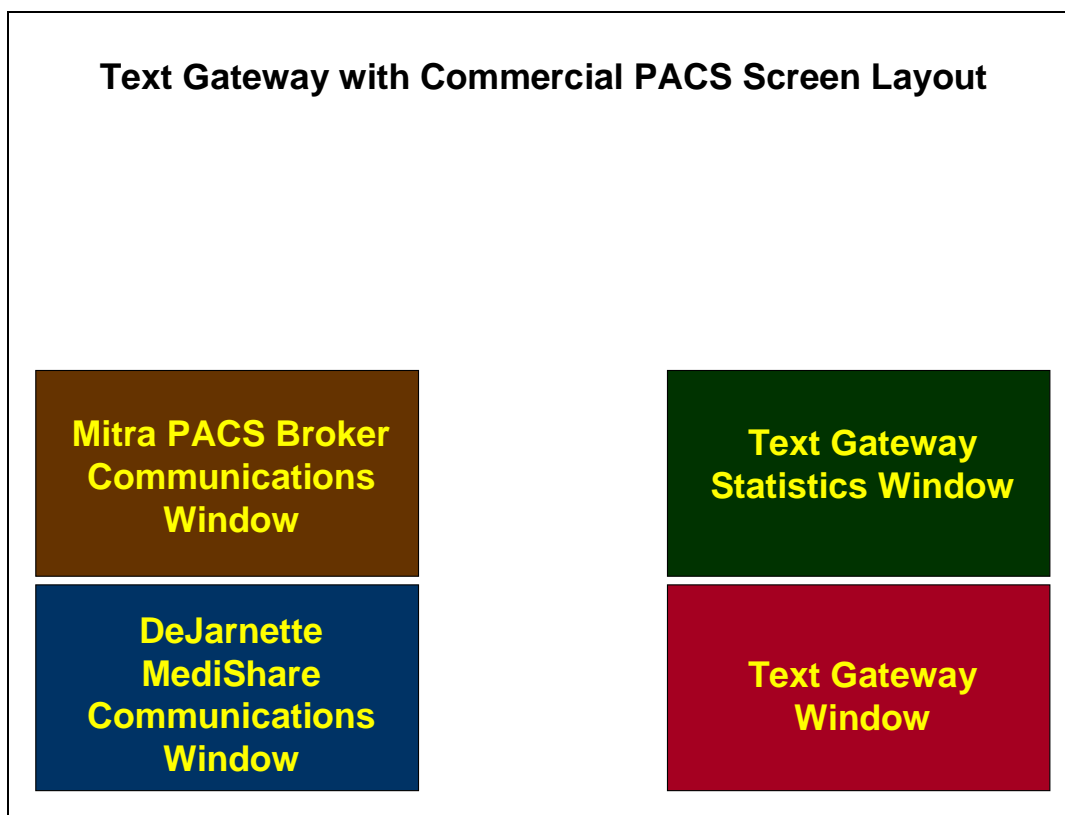 Text Gateway with Commercial PACS Screen Layout
Mitra PACS Broker
Communications
Window
Text Gateway
Statistics Window
DeJarnette
MediShare
Communications
Window
Text Gateway
Window